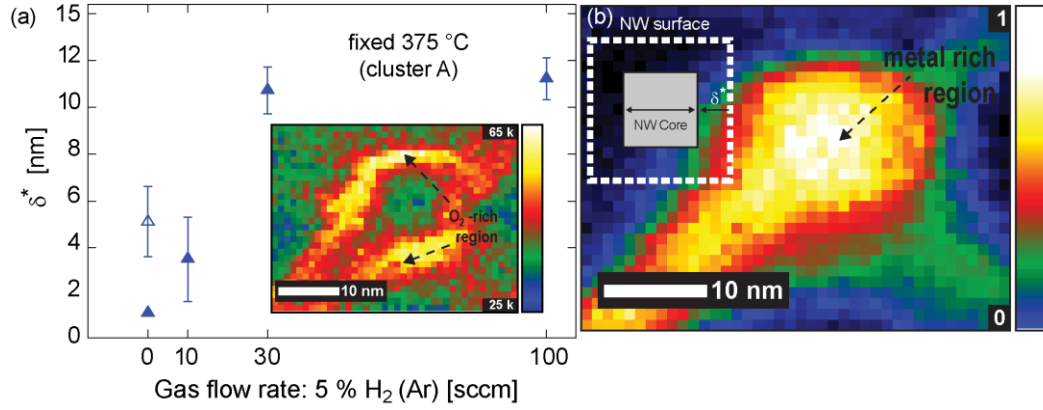 (a)
15
12
10
8
6
4
2
0
δ* [nm]
fixed 375 °C
(cluster A)
65 k
O2-rich
region
10 nm
25 k
0
10
30
100
Gas flow rate: 5 % H2 (Ar) [sccm]
(b)
NW surface
1
metal rich
region
δ*
NW Core
10 nm
0